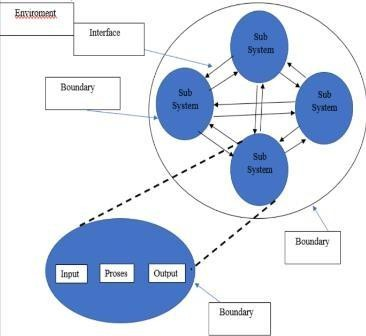 Enviroment
Interface
Sub
System
Boundary
Sub
System
Sub
System
Sub
System
Boundary
Input
Proses
Output
Boundary